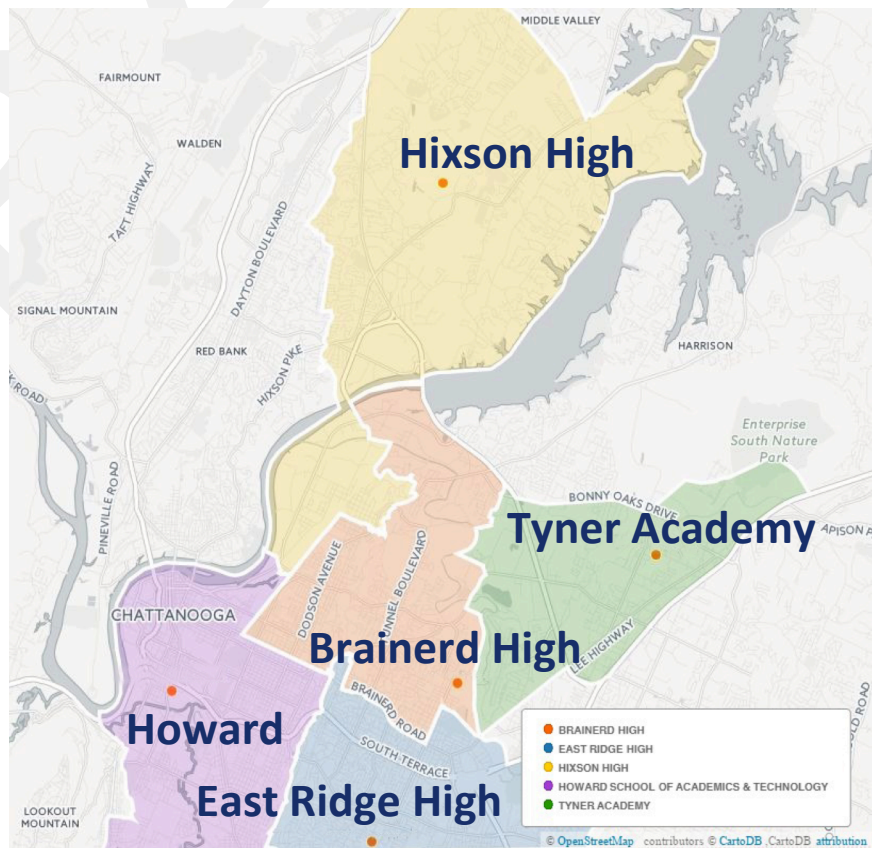 MIDDLE VALLEY
FAIRMOUNT
WALDEN
Hixson High
TAFT HIGHWAY
DAYTON BOULEVARD
SIGNAL MOUNTAIN
RED BANK
HIXSON PIKE
HARRISON
ROAD
Enterprise
South Nature
Park
PINEVILLE ROAD
BONNY OAKS DRIVE
Tyner Academy
APISON
DODSON AVENUE
UNNEL BOULEVARD
CHATTANOOGA
LEE HIGHWAY
Brainerd High
BRAINERD ROAD
Howard
SOUTH TERRACE
East Ridge High
LOOKOUT
MOUNTAIN
BRAINERD HIGH
EAST RIDGE HIGH
HIXSON HIGH
HOWARD SCHOOL OF ACADEMICS & TECHNOLOGY
TYNER ACADEMY
© OpenStreetMap contributors © CartoDB , CartoDB attribution